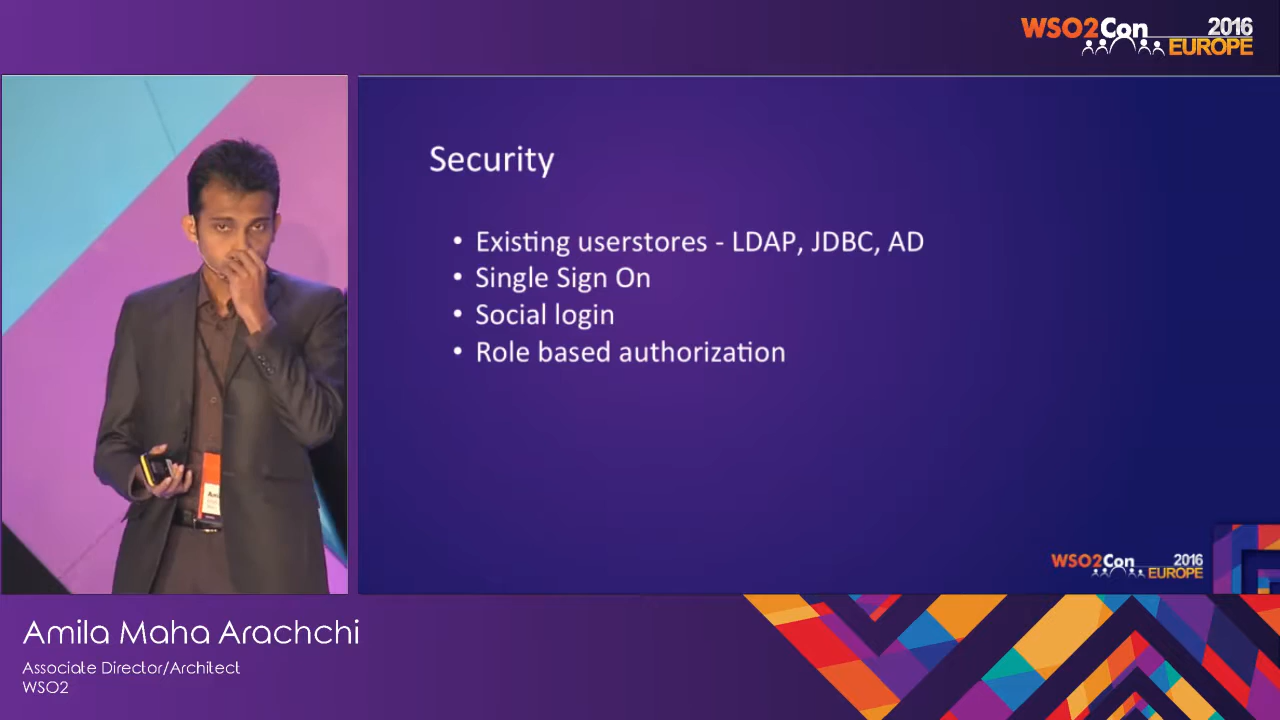 WSO2Con 2016
EUROPE
Security
• Existing userstores - LDAP, JDBC, AD
• Single Sign On
• Social login
• Role based authorization
WSO2Con 2016
EUROPE
Amila Maha Arachchi
Associate Director/Architect
WSO2